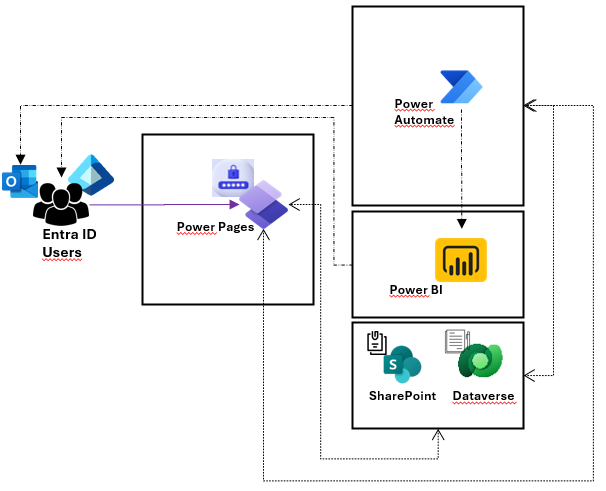 Power
Automate
O
Entra ID
Users
Power Pages
Power BI
S
SharePoint
Dataverse